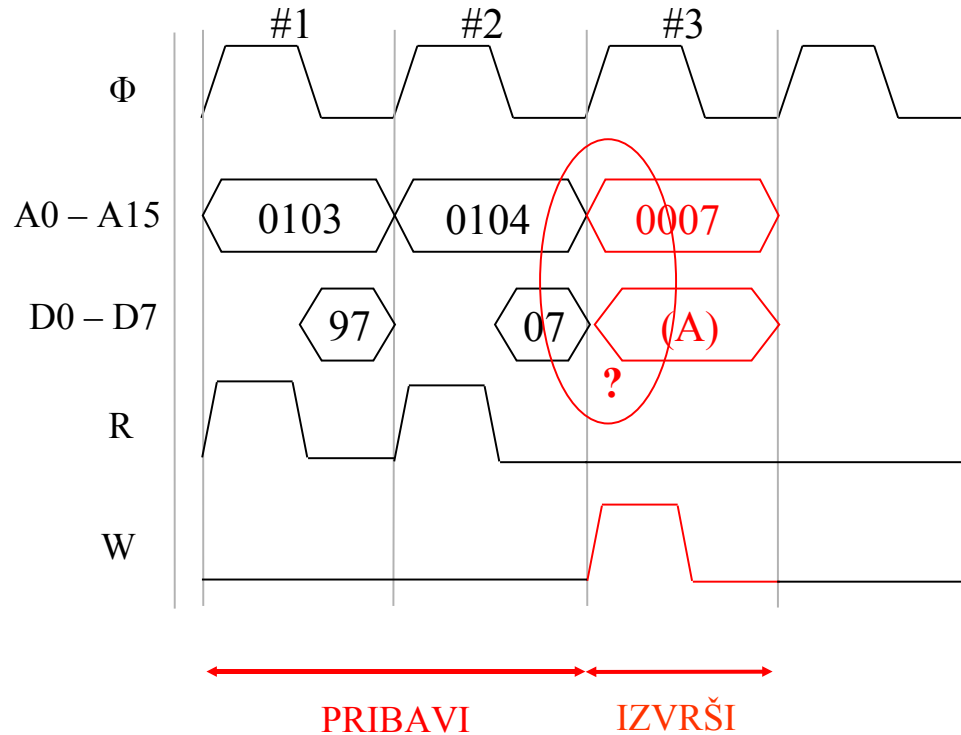 #1 #2 #3
Φ
A0 – A15 0103 0104 0007
D0 – D7 97 07 (A)
?
R
W
PRIBAVI IZVRŠI